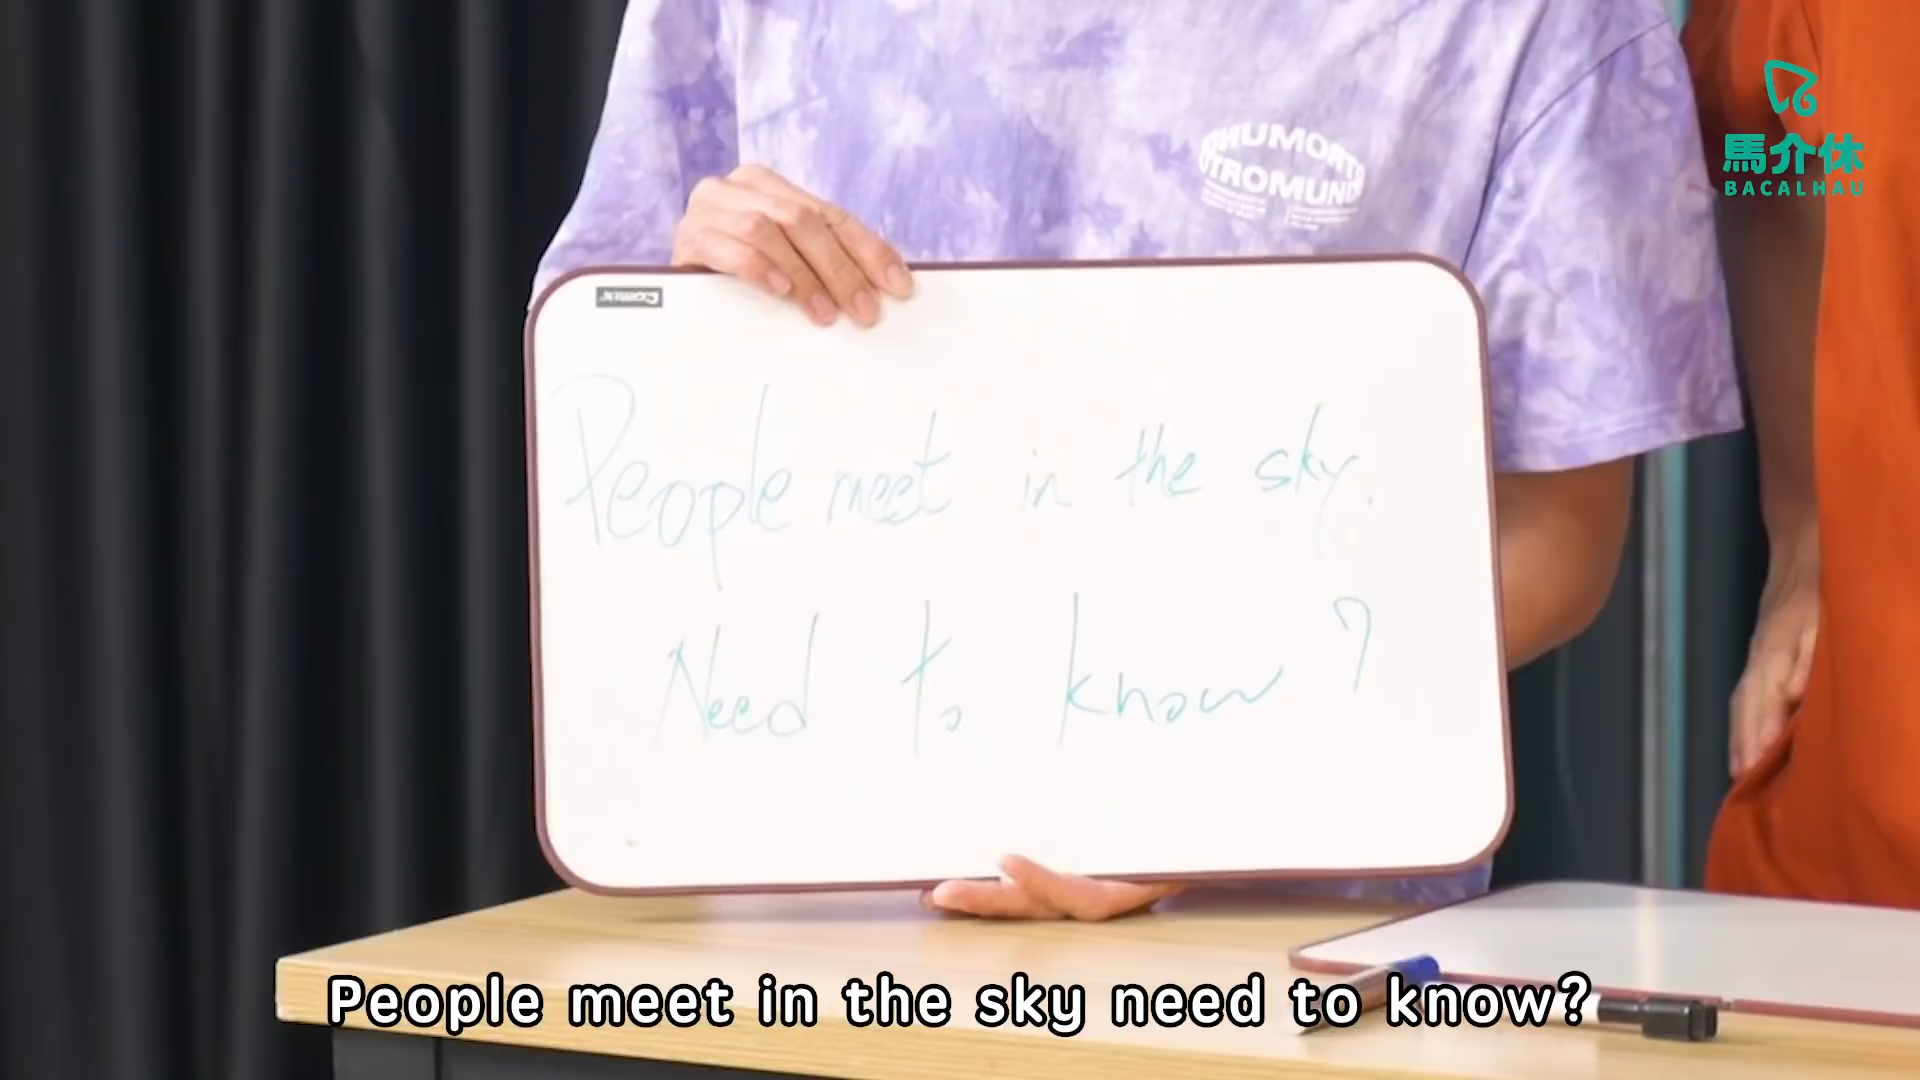 馬介休
BACALHAU
Comix
People meet in the sky.
Need to know?
People meet in the sky need to know?